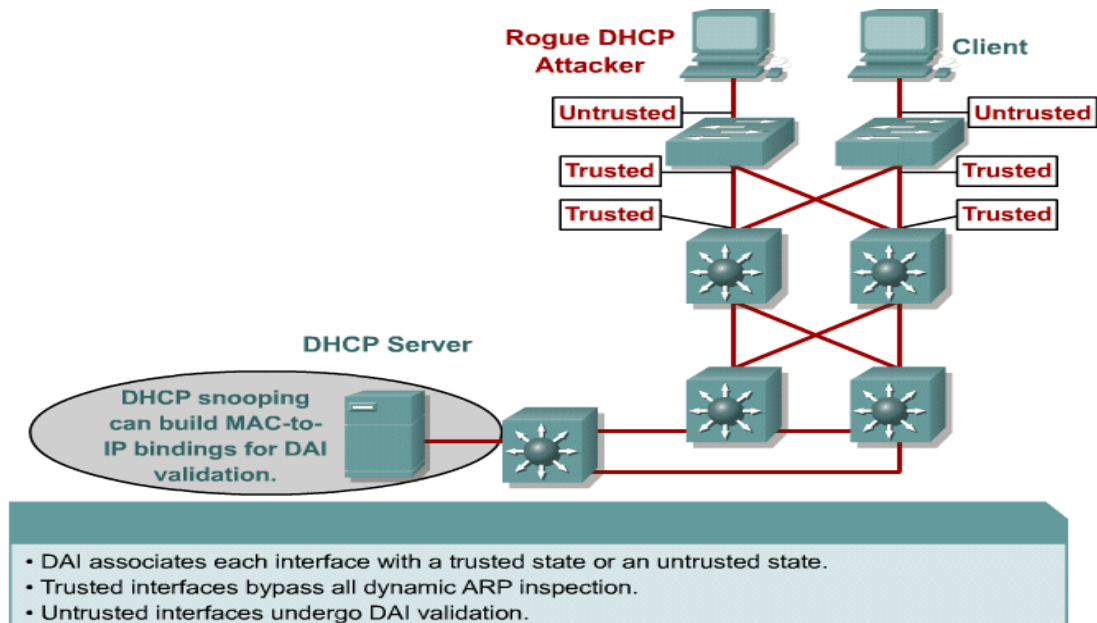 Rogue DHCP
Attacker
Client
Untrusted
Untrusted
Trusted
Trusted
Trusted
Trusted
DHCP Server
DHCP snooping
can build MAC-to-
IP bindings for DAI
validation.
• DAI associates each interface with a trusted state or an untrusted state.
• Trusted interfaces bypass all dynamic ARP inspection.
• Untrusted interfaces undergo DAI validation.